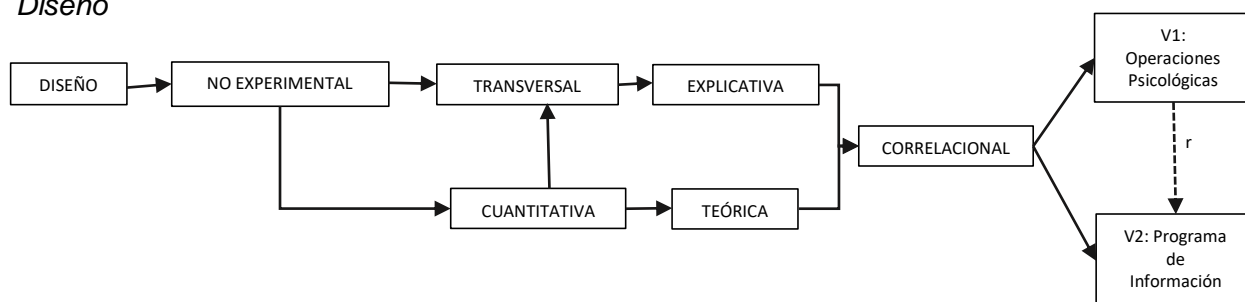 Diseño
DISEÑO
NO EXPERIMENTAL
TRANSVERSAL
EXPLICATIVA
CORRELACIONAL
CUANTITATIVA
TEÓRICA
V1:
Operaciones
Psicológicas
r
V2: Programa
de
Información